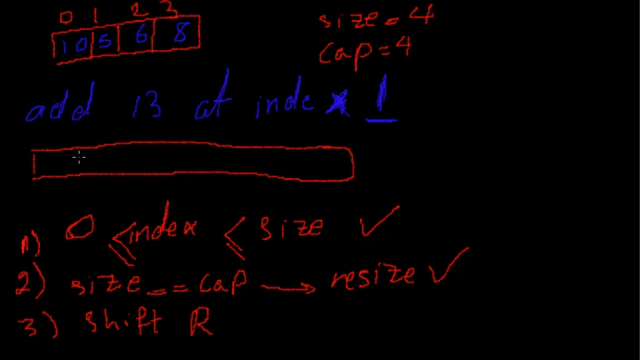 0 1 2 3
10 5 6 8
size = 4
cap = 4
add 13 at index 1
1) 0 ≤ index ≤ size ✓
2) size == cap → resize ✓
3) shift R